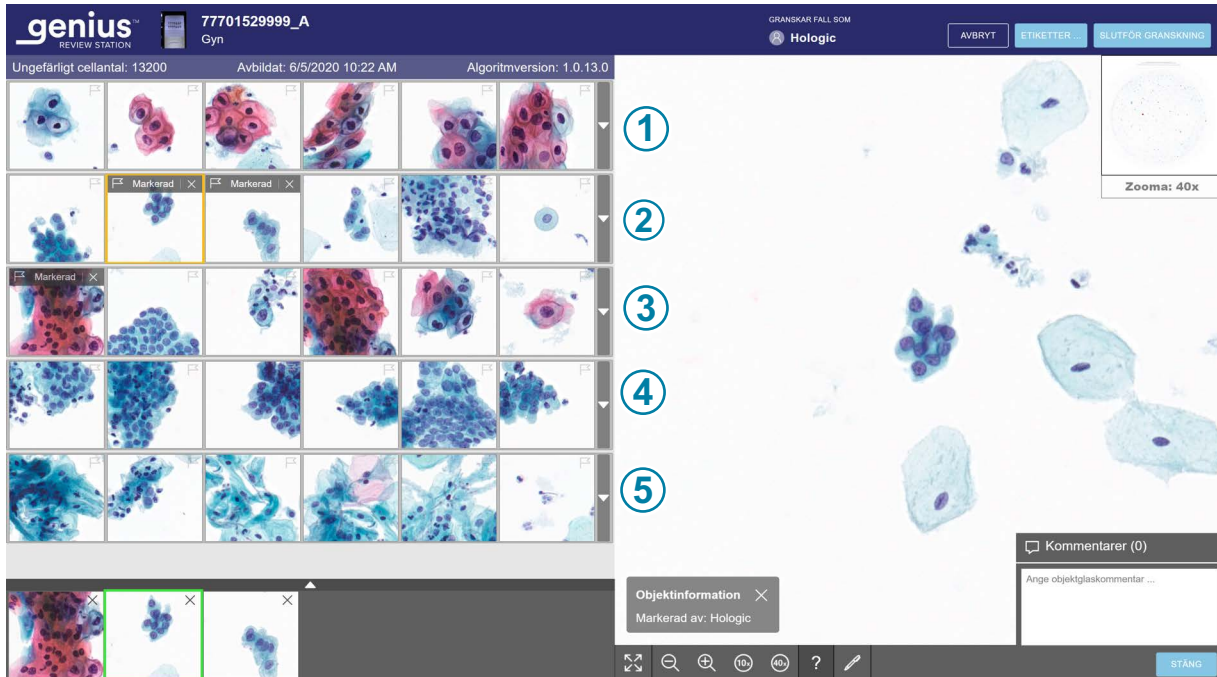 genius™
REVIEW STATION
77701529999_A
Gyn
GRANSKAR FALL SOM
Hologic
AVBRYT
ETIKETTER ...
SLUTFÖR GRANSKNING
Ungefärligt cellantal: 13200
Avbildat: 6/5/2020 10:22 AM
Algoritmversion: 1.0.13.0
1
Markerad
Markerad
2
Markerad
3
4
5
Zooma: 40x
Kommentarer (0)
Ange objektglaskommentar ...
Objektinformation
Markerad av: Hologic
10x
40x
?
STÄNG